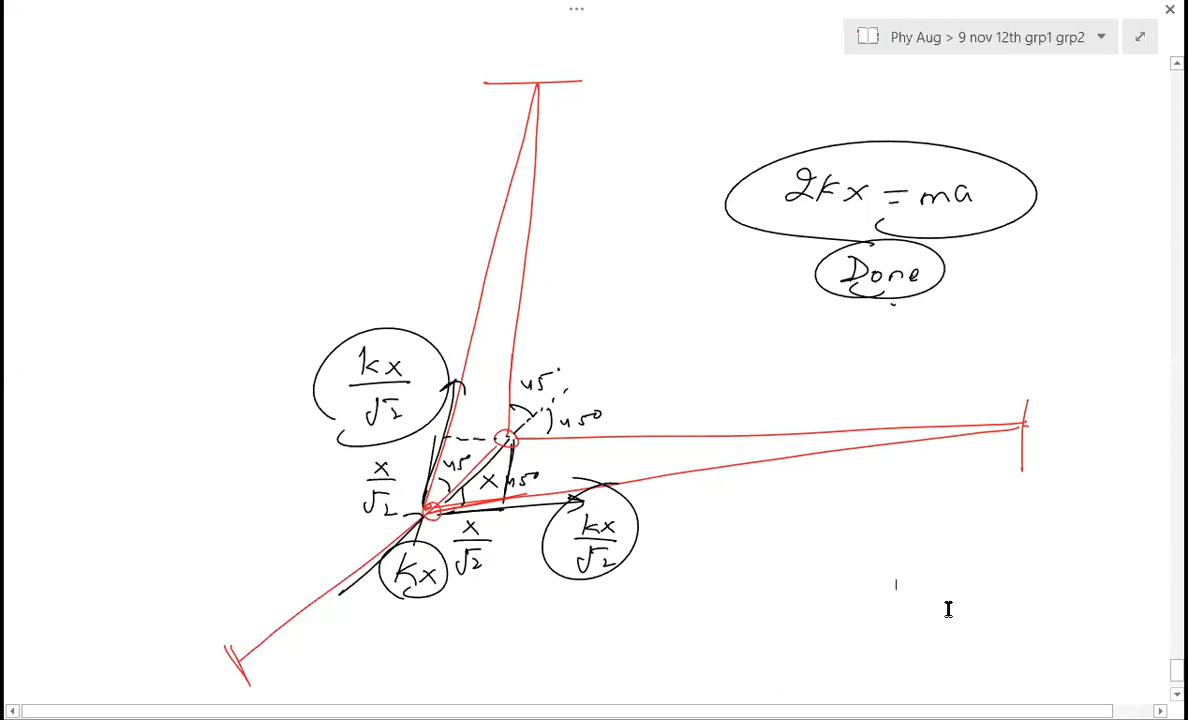 Phy Aug > 9 nov 12th grp1 grp2
2kx = ma
Done
kx/√2
45°
45°
x/√2
45°
x
45°
x/√2
kx/√2
kx